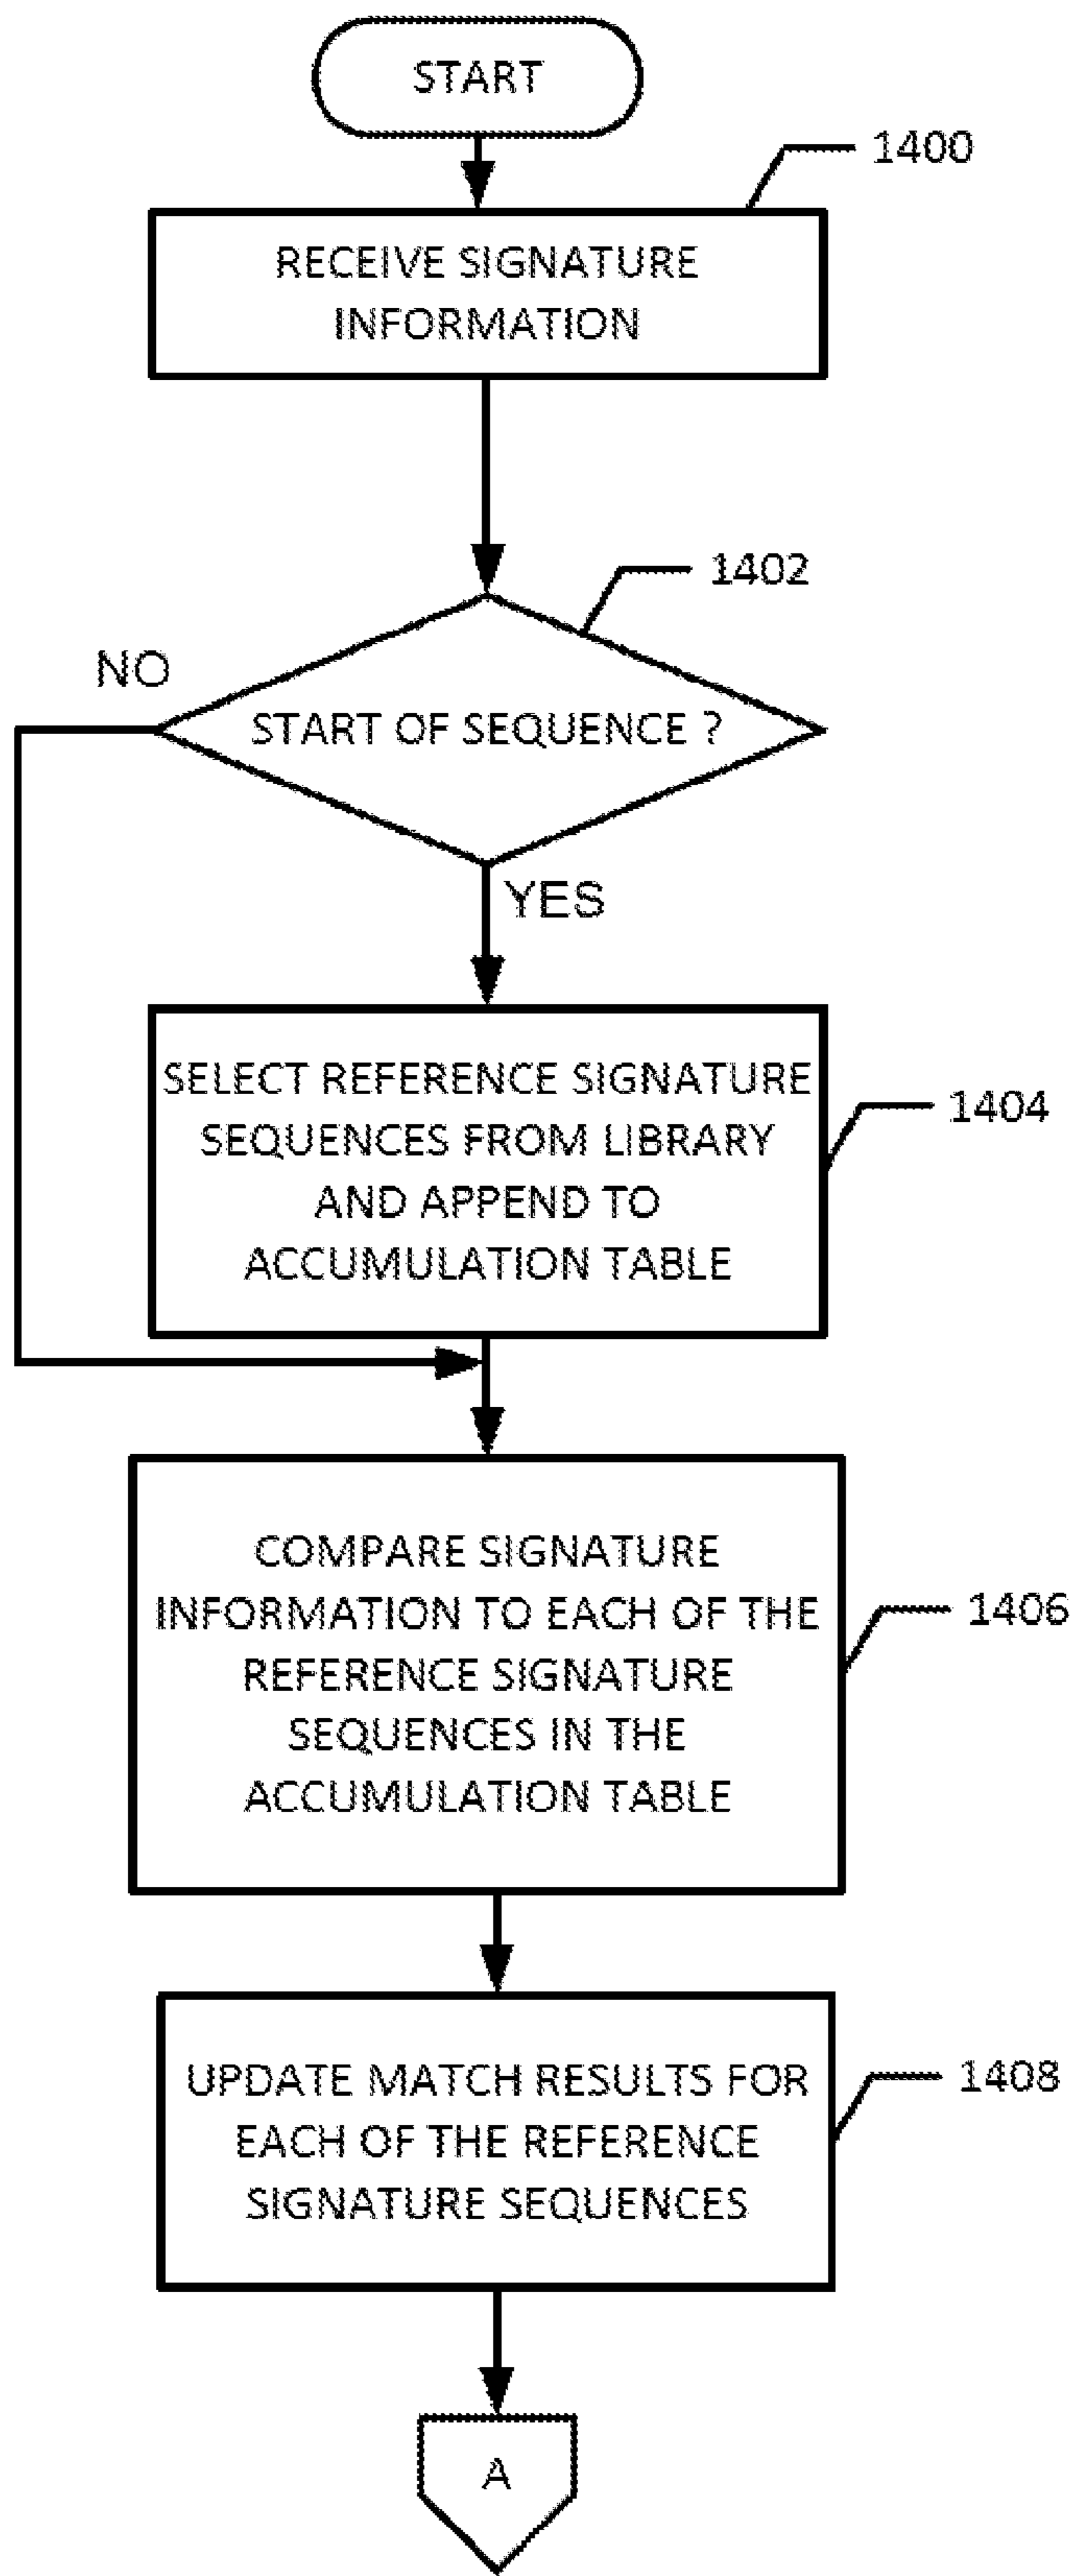 START
1400
RECEIVE SIGNATURE
INFORMATION
1402
NO
START OF SEQUENCE ?
YES
SELECT REFERENCE SIGNATURE
SEQUENCES FROM LIBRARY
AND APPEND TO
ACCUMULATION TABLE
1404
COMPARE SIGNATURE
INFORMATION TO EACH OF THE
REFERENCE SIGNATURE
SEQUENCES IN THE
ACCUMULATION TABLE
1406
UPDATE MATCH RESULTS FOR
EACH OF THE REFERENCE
SIGNATURE SEQUENCES
1408
A